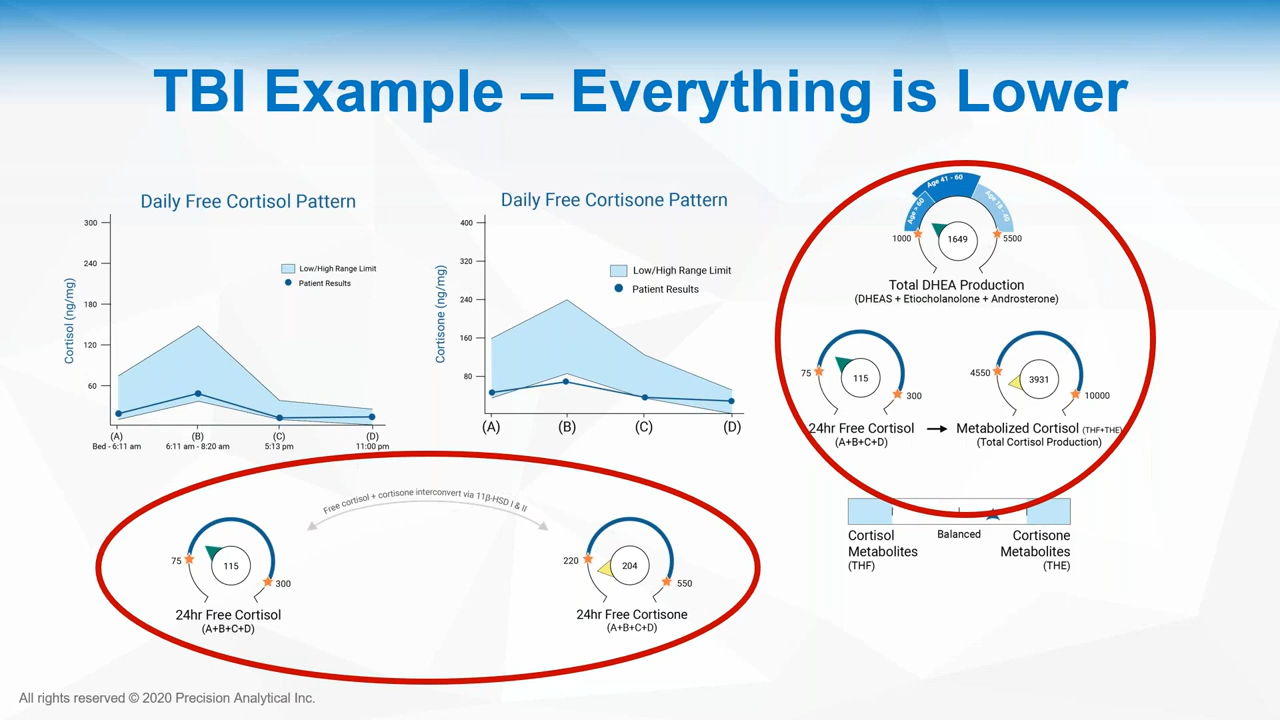 TBI Example – Everything is Lower
Daily Free Cortisol Pattern
300
240
180
120
60
Cortisol (ng/mg)
Low/High Range Limit
Patient Results
(A)
Bed - 6:11 am
(B)
6:11 am - 8:20 am
(C)
5:13 pm
(D)
11:00 pm
Daily Free Cortisone Pattern
400
320
240
160
80
Cortisone (ng/mg)
Low/High Range Limit
Patient Results
(A)
(B)
(C)
(D)
Age > 60
Age 41 - 60
Age 18 - 40
1000
1649
5500
Total DHEA Production
(DHEAS + Etiocholanolone + Androsterone)
75
115
300
24hr Free Cortisol
(A+B+C+D)
4550
3931
10000
Metabolized Cortisol (THF+THE)
(Total Cortisol Production)
Free cortisol + cortisone interconvert via 11β-HSD I & II
75
115
300
24hr Free Cortisol
(A+B+C+D)
220
204
550
24hr Free Cortisone
(A+B+C+D)
Cortisol
Metabolites
(THF)
Balanced
Cortisone
Metabolites
(THE)
All rights reserved © 2020 Precision Analytical Inc.